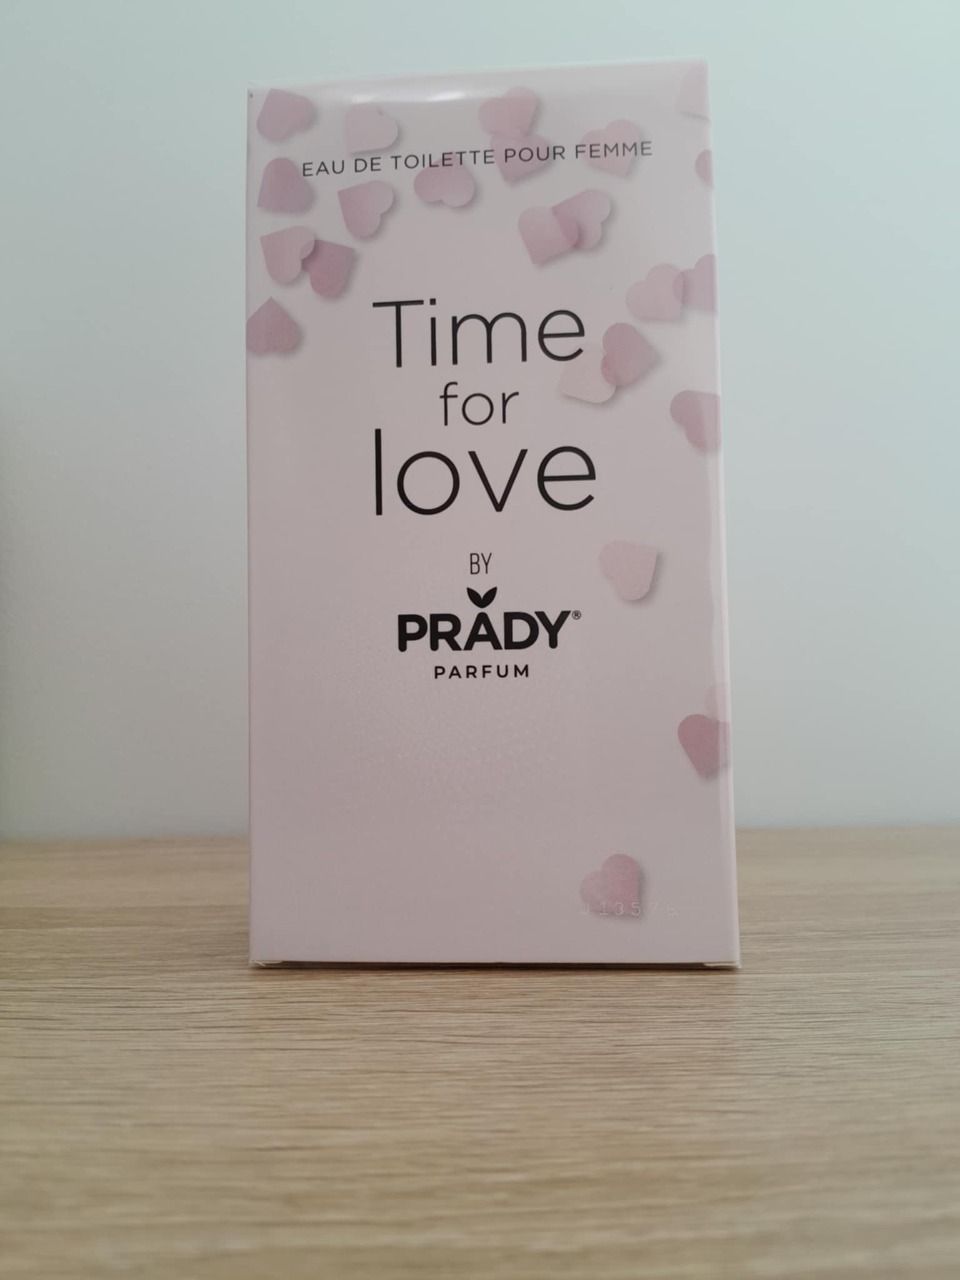 EAU DE TOILETTE POUR FEMME
Time
for
love
BY
PRADY®
PARFUM